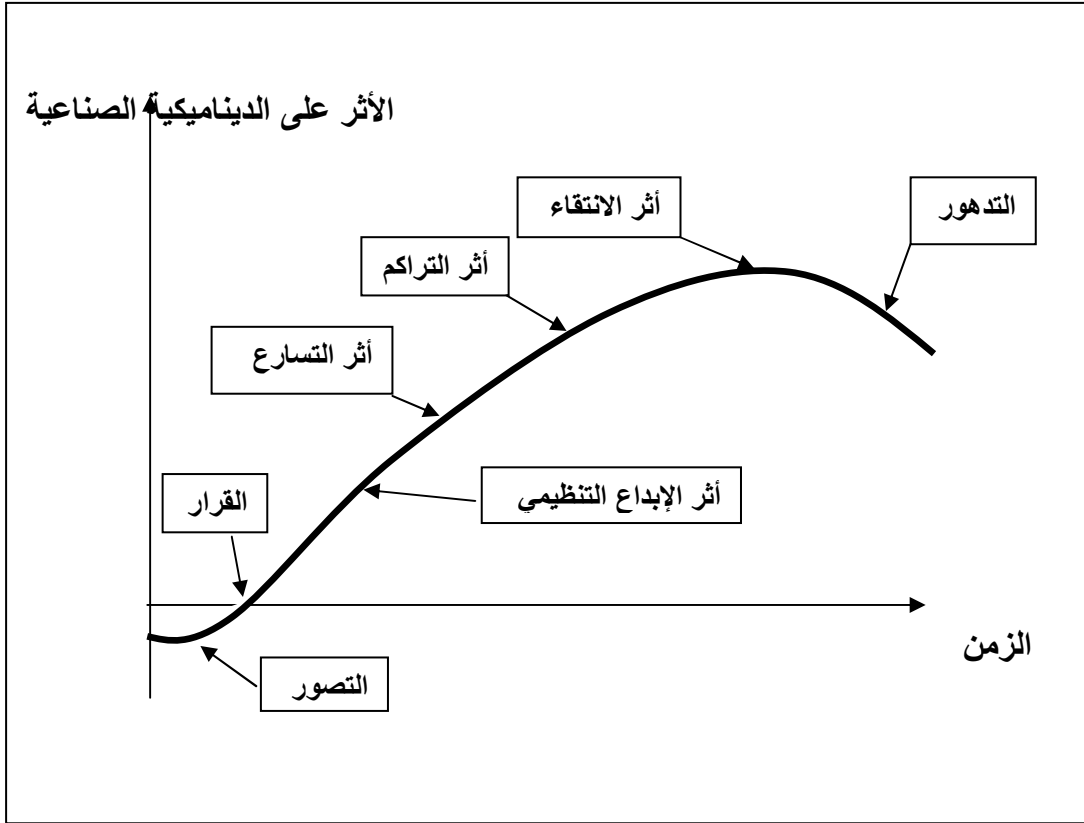 الأثر على الديناميكية الصناعية
أثر الانتقاء
التدهور
أثر التراكم
أثر التسارع
أثر الإبداع التنظيمي
القرار
الزمن
التصور